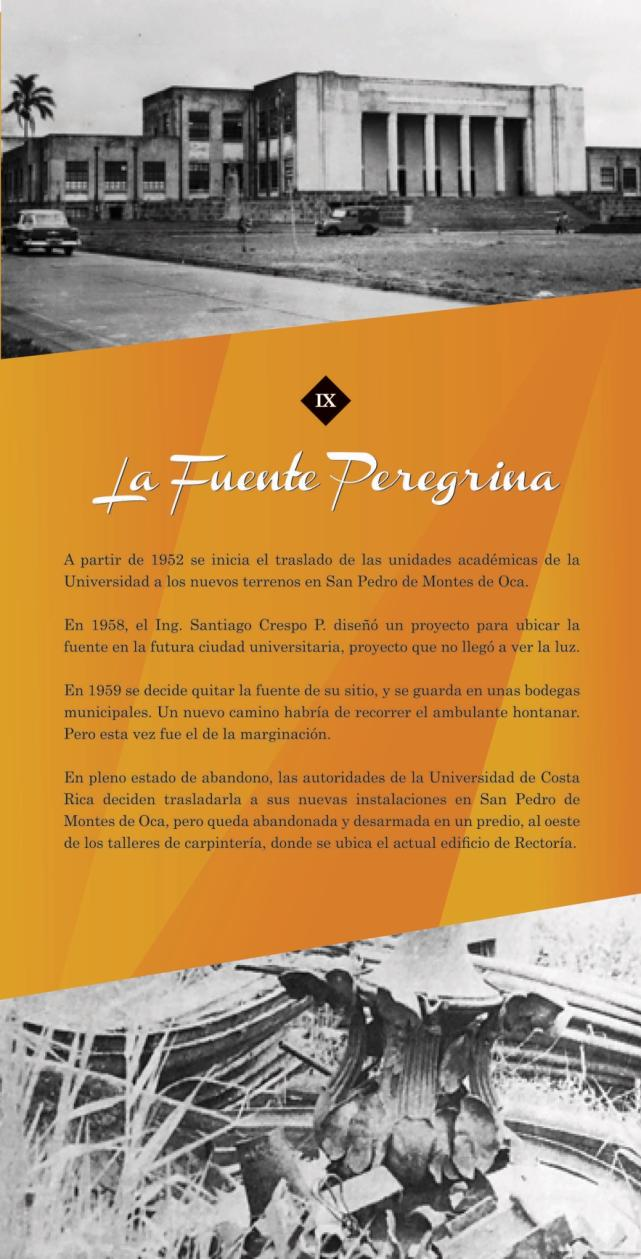 IX
La Fuente Peregrina
A partir de 1952 se inicia el traslado de las unidades académicas de la
Universidad a los nuevos terrenos en San Pedro de Montes de Oca.
En 1958, el Ing. Santiago Crespo P. diseñó un proyecto para ubicar la
fuente en la futura ciudad universitaria, proyecto que no llegó a ver la luz.
En 1959 se decide quitar la fuente de su sitio, y se guarda en unas bodegas
municipales. Un nuevo camino habría de recorrer el ambulante hontanar.
Pero esta vez fue el de la marginación.
En pleno estado de abandono, las autoridades de la Universidad de Costa
Rica deciden trasladarla a sus nuevas instalaciones en San Pedro de
Montes de Oca, pero queda abandonada y desarmada en un predio, al oeste
de los talleres de carpintería, donde se ubica el actual edificio de Rectoría.